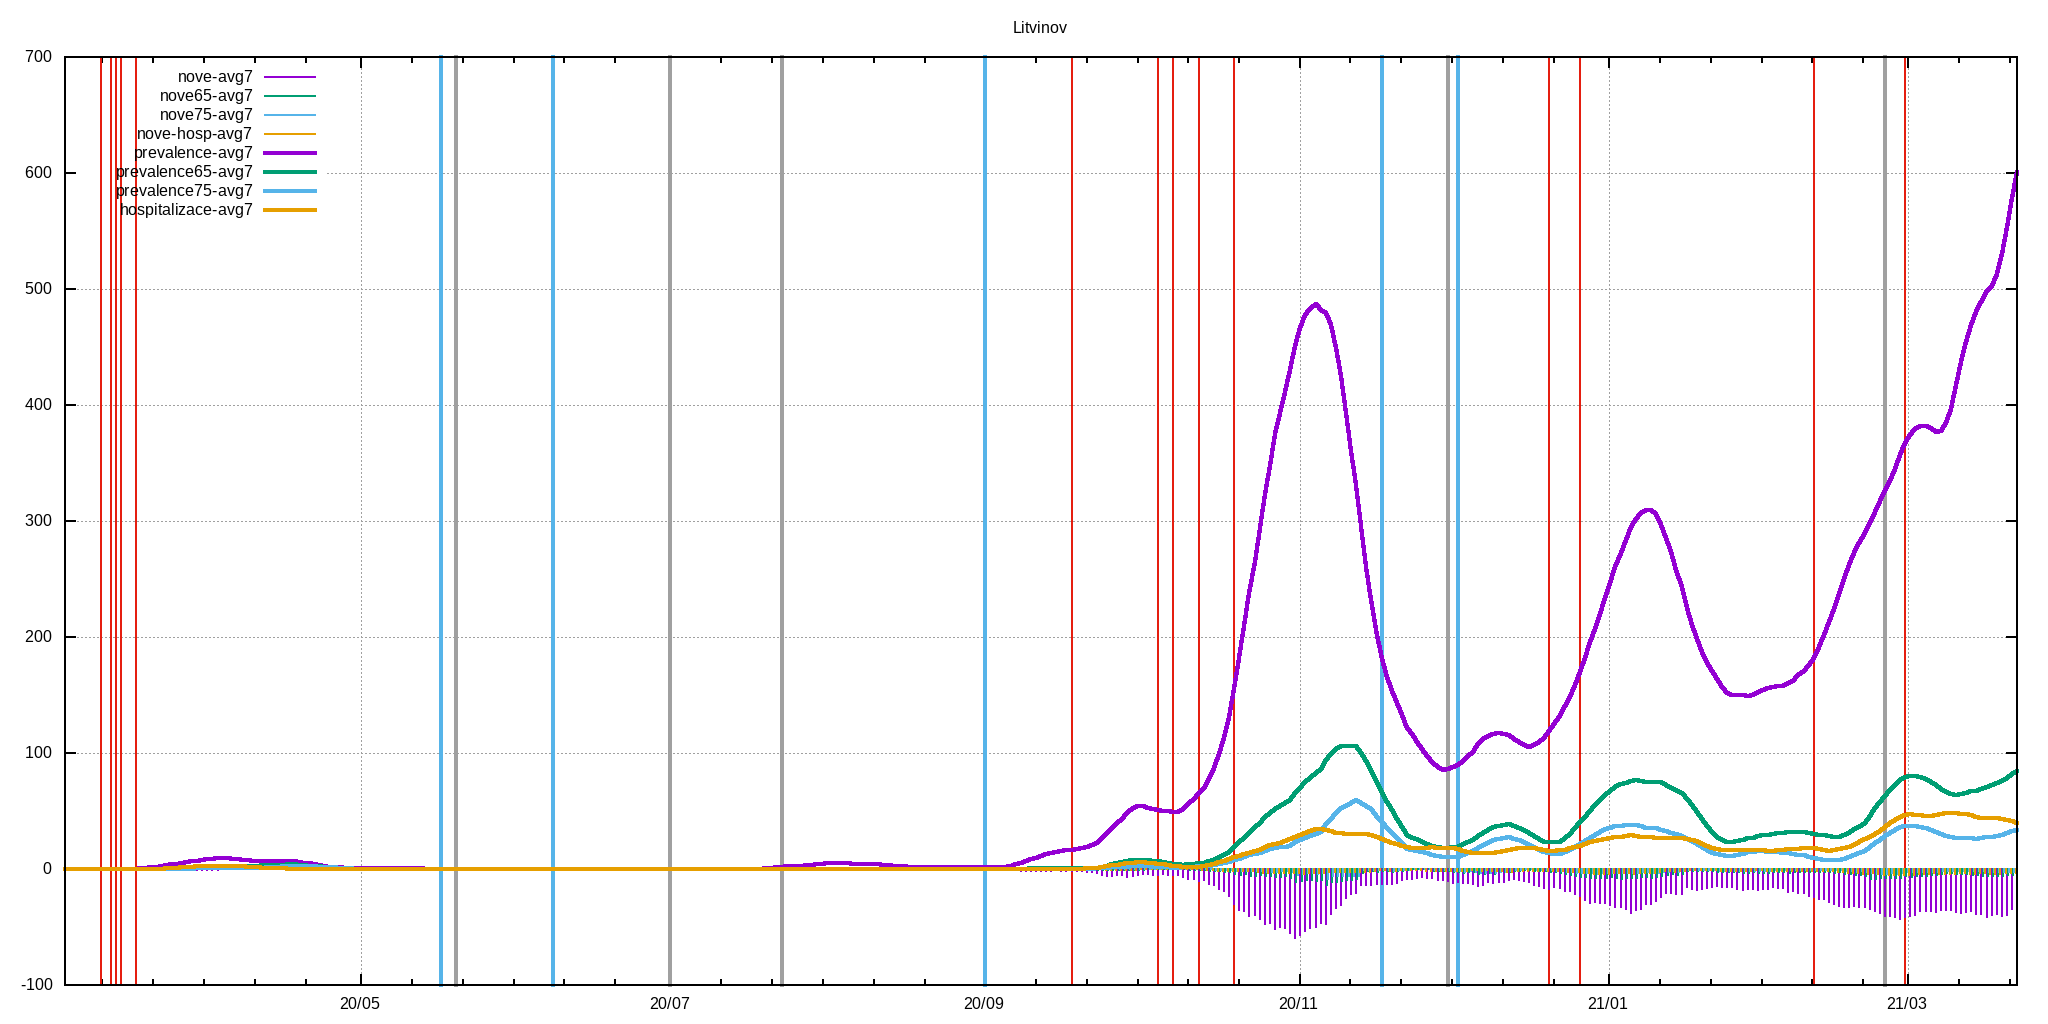 Litvinov
700
600
500
400
300
200
100
0
-100
nove-avg7
nove65-avg7
nove75-avg7
nove-hosp-avg7
prevalence-avg7
prevalence65-avg7
prevalence75-avg7
hospitalizace-avg7
20/05 20/07 20/09 20/11 21/01 21/03